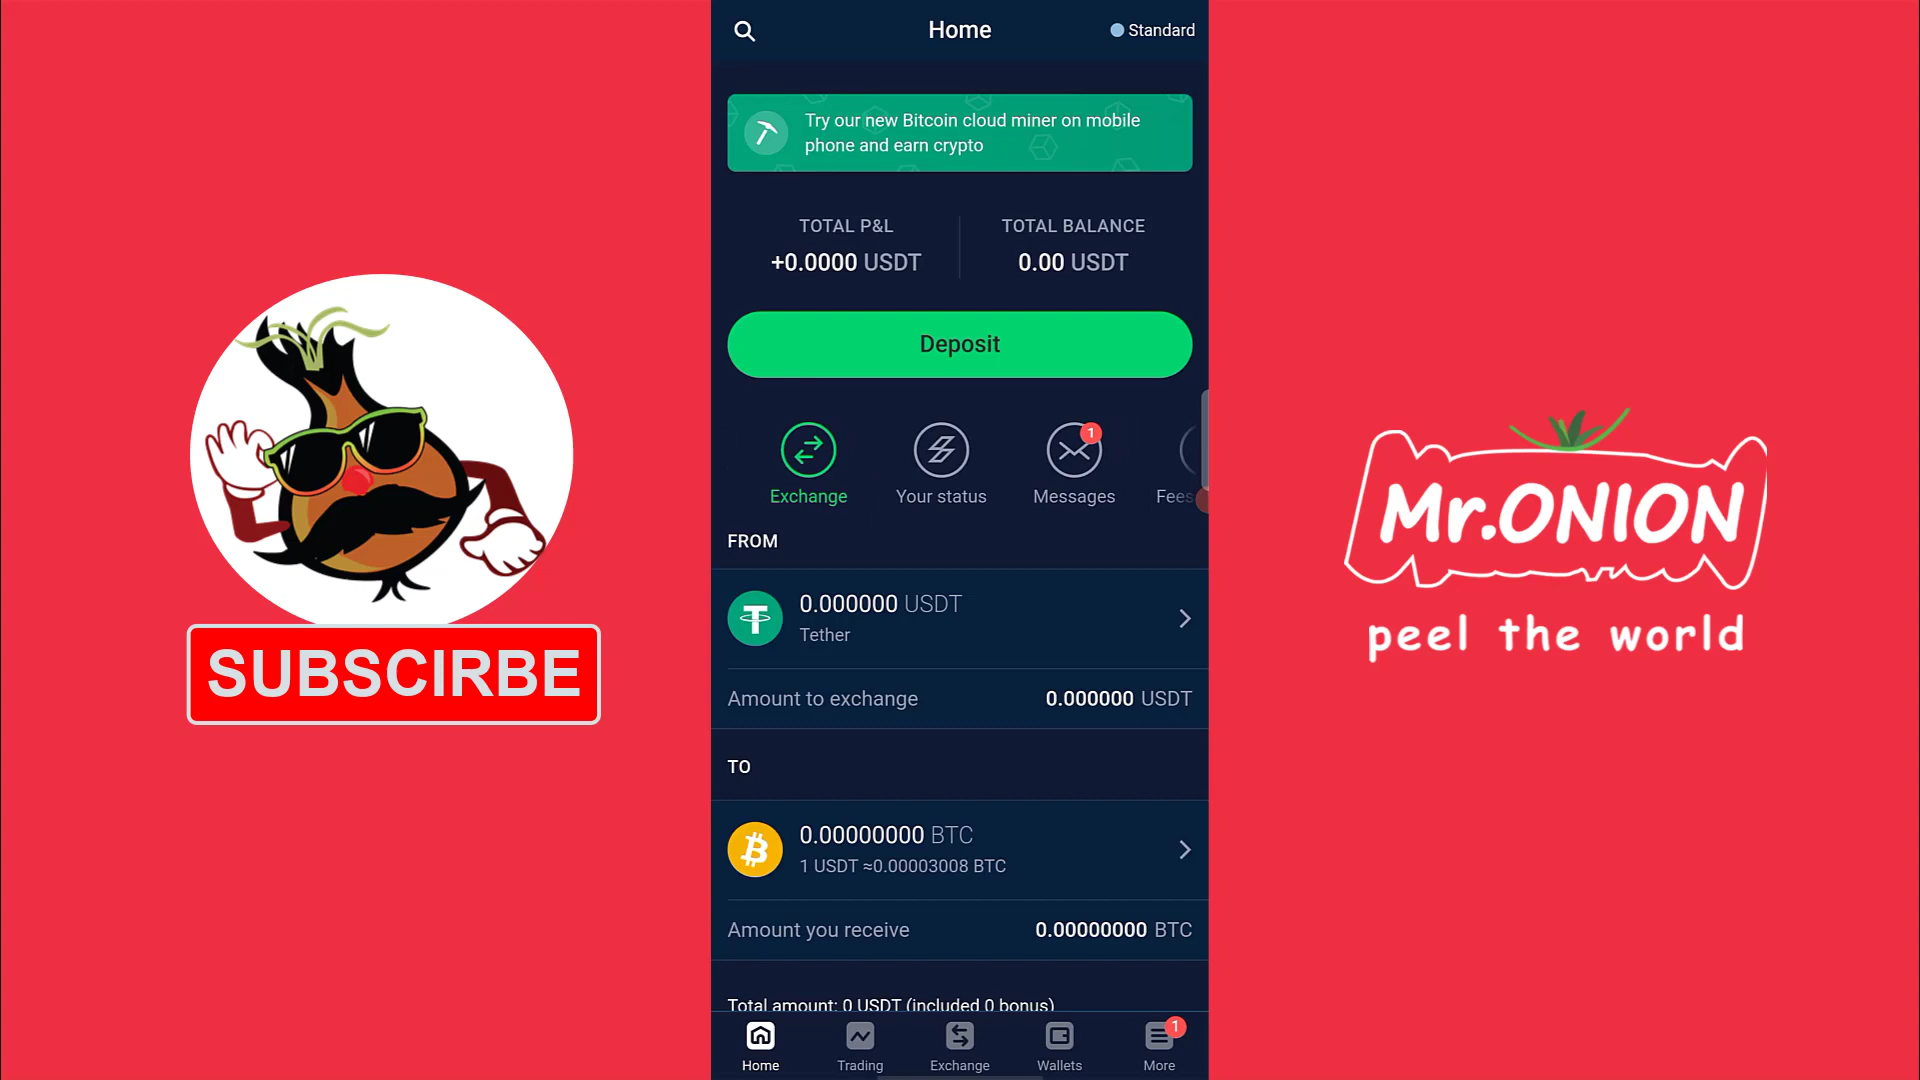 Home
Standard
Try our new Bitcoin cloud miner on mobile
phone and earn crypto
TOTAL P&L
+0.0000 USDT
TOTAL BALANCE
0.00 USDT
Deposit
Exchange
Your status
1
Messages
Fees
FROM
0.000000 USDT
Tether
Amount to exchange
0.000000 USDT
TO
0.00000000 BTC
1 USDT ≈0.00003008 BTC
Amount you receive
0.00000000 BTC
Total amount: 0 USDT (included 0 bonus)
Home
Trading
Exchange
Wallets
1
More
SUBSCIRBE
Mr.ONION
peel the world